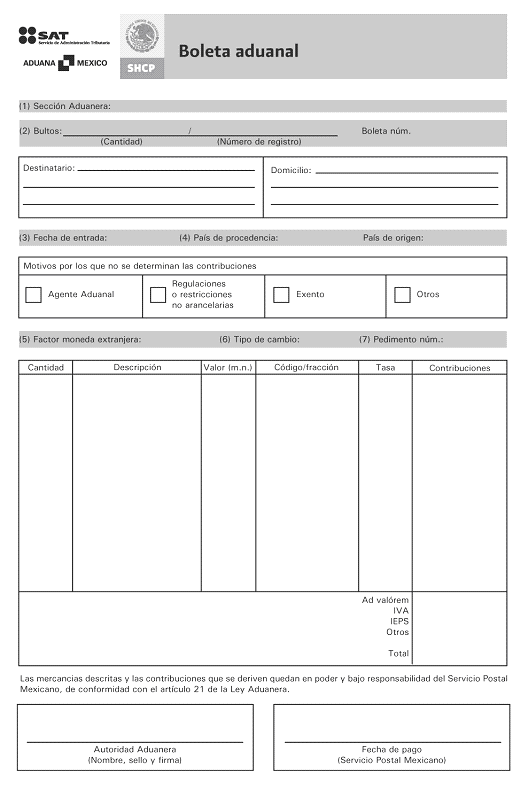 SAT
Servicio de Administración Tributaria
ADUANA MEXICO
SHCP
Boleta aduanal
(1) Sección Aduanera:
(2) Bultos: / Boleta núm.
(Cantidad) (Número de registro)
Destinatario: Domicilio:
(3) Fecha de entrada: (4) País de procedencia: País de origen:
Motivos por los que no se determinan las contribuciones
Agente Aduanal
Regulaciones
o restricciones
no arancelarias
Exento
Otros
(5) Factor moneda extranjera: (6) Tipo de cambio: (7) Pedimento núm.:
Cantidad Descripción Valor (m.n.) Código/fracción Tasa Contribuciones
Ad valórem
IVA
IEPS
Otros
Total
Las mercancias descritas y las contribuciones que se deriven quedan en poder y bajo responsabilidad del Servicio Postal
Mexicano, de conformidad con el artículo 21 de la Ley Aduanera.
Autoridad Aduanera
(Nombre, sello y firma)
Fecha de pago
(Servicio Postal Mexicano)